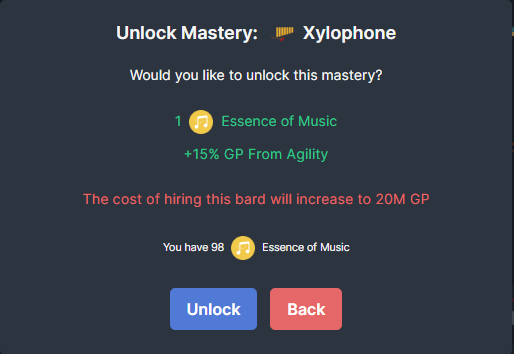 Unlock Mastery: Xylophone
Would you like to unlock this mastery?
1 Essence of Music
+15% GP From Agility
The cost of hiring this bard will increase to 20M GP
You have 98 Essence of Music
Unlock Back